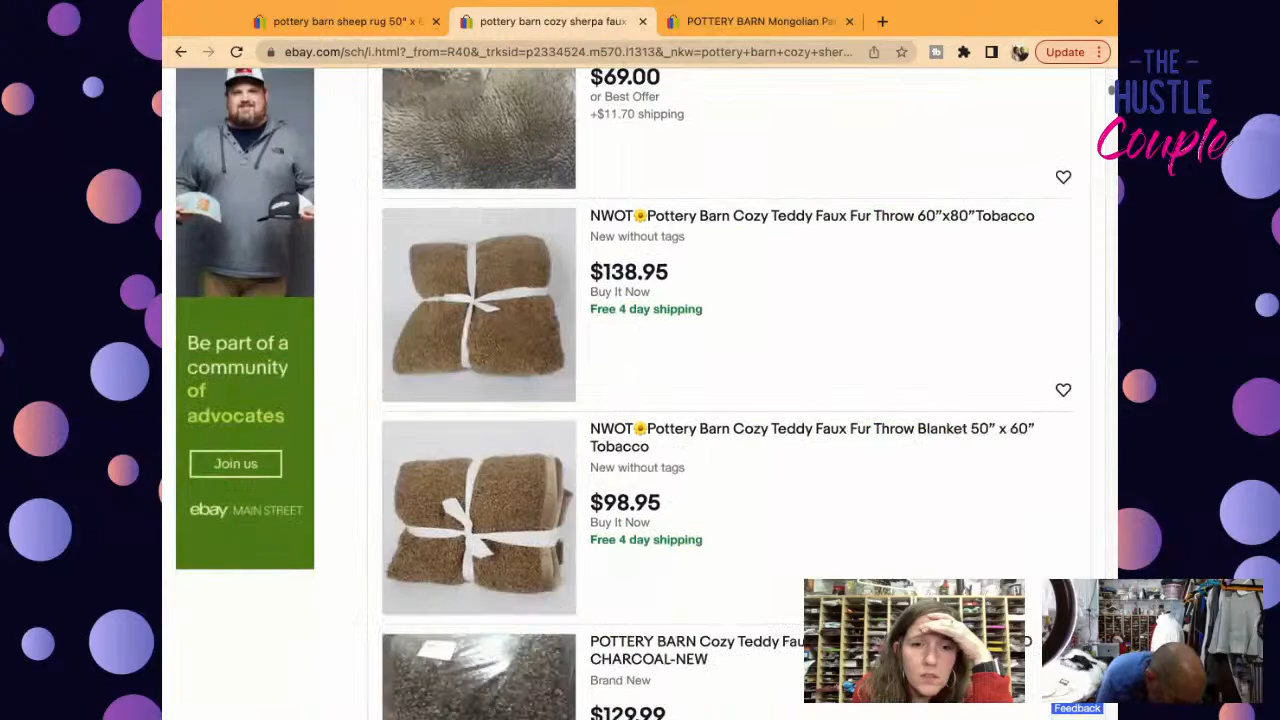 pottery barn sheep rug 50" x 6
pottery barn cozy sherpa faux
POTTERY BARN Mongolian Pa
ebay.com/sch/i.html?_from=R40&_trksid=p2334524.m570.l1313&_nkw=pottery+barn+cozy+sher...
Update
-THE-
HUSTLE
Couple
$69.00
or Best Offer
+$11.70 shipping
NWOT🌻Pottery Barn Cozy Teddy Faux Fur Throw 60”x80”Tobacco
New without tags
$138.95
Buy It Now
Free 4 day shipping
Be part of a
community
of
advocates
Join us
ebay MAIN STREET
NWOT🌻Pottery Barn Cozy Teddy Faux Fur Throw Blanket 50” x 60”
Tobacco
New without tags
$98.95
Buy It Now
Free 4 day shipping
POTTERY BARN Cozy Teddy Fau
CHARCOAL-NEW
Brand New
$129.99
Feedback